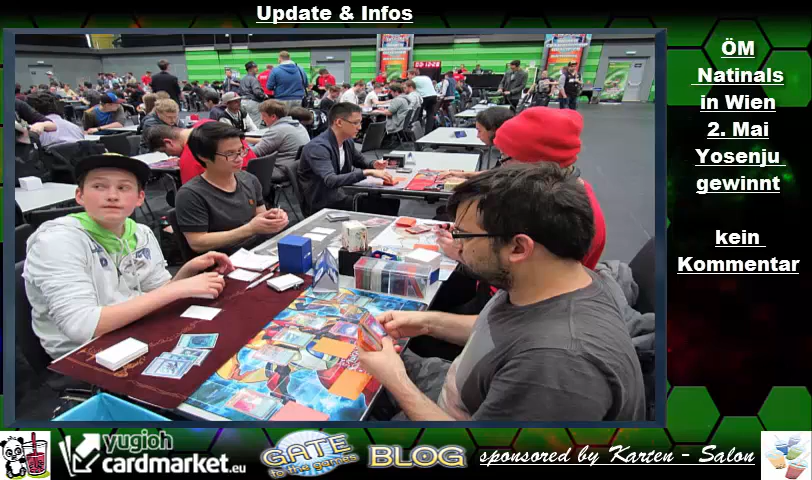 Update & Infos
ÖM
Natinals
in Wien
2. Mai
Yosenju
gewinnt
kein
Kommentar
yugioh
cardmarket.eu
GATE
to the games
BLOG
sponsored by Karten - Salon